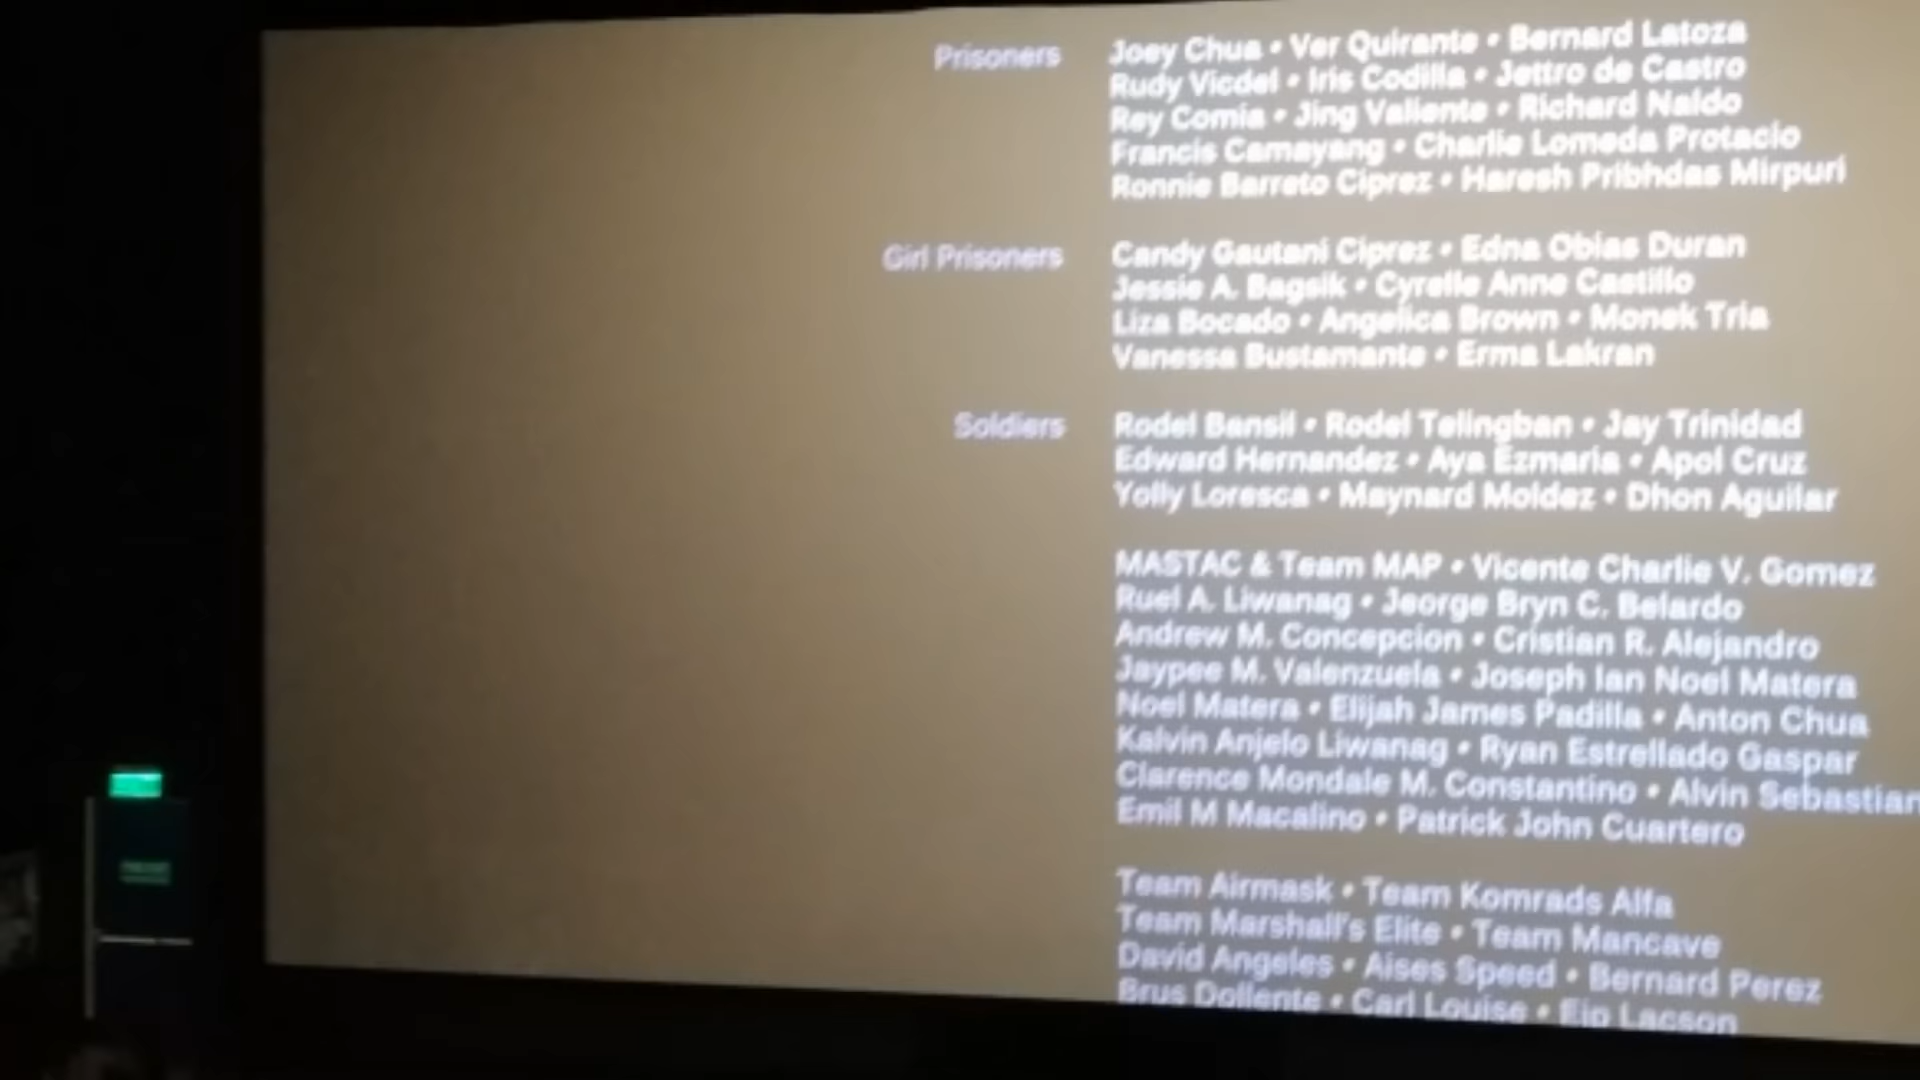 Prisoners Joey Chua • Ver Quirante • Bernard Latoza
Rudy Vicdel • Iris Codilla • Jettro de Castro
Rey Comia • Jing Valiente • Richard Naldo
Francis Camayang • Charlie Lomeda Protacio
Ronnie Barreto Ciprez • Haresh Pribhdas Mirpuri
Girl Prisoners Candy Gautani Ciprez • Edna Obias Duran
Jessie A. Bagsik • Cyrelle Anne Castillo
Liza Bocado • Angelica Brown • Monek Tria
Vanessa Bustamante • Erma Lakran
Soldiers Rodel Bansil • Rodel Telingban • Jay Trinidad
Edward Hernandez • Aya Ezmaria • Apol Cruz
Yolly Loresca • Maynard Moldez • Dhon Aguilar
MASTAC & Team MAP • Vicente Charlie V. Gomez
Ruel A. Liwanag • Jeorge Bryn C. Belardo
Andrew M. Concepcion • Cristian R. Alejandro
Jaypee M. Valenzuela • Joseph Ian Noel Matera
Noel Matera • Elijah James Padilla • Anton Chua
Kalvin Anjelo Liwanag • Ryan Estrellado Gaspar
Clarence Mondale M. Constantino • Alvin Sebastian
Emil M Macalino • Patrick John Cuartero
Team Airmask • Team Komrads Alfa
Team Marshall's Elite • Team Mancave
David Angeles • Aises Speed • Bernard Perez
Brus Dollente • Carl Louise • Eip Lacson